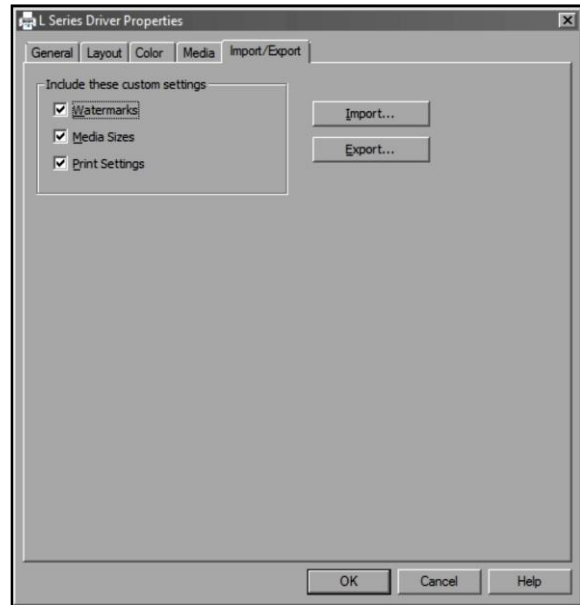 L Series Driver Properties
General Layout Color Media Import/Export
Include these custom settings
Watermarks
Media Sizes
Print Settings
Import...
Export...
OK Cancel Help